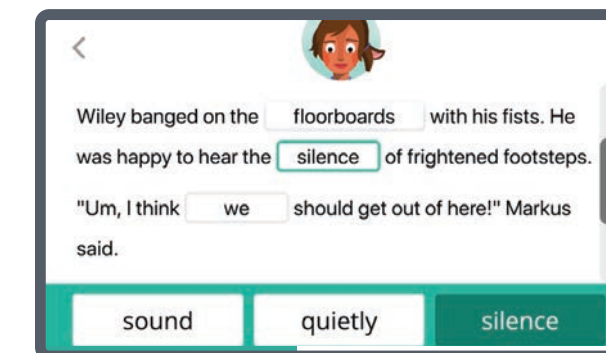 Wiley banged on the floorboards with his fists. He
was happy to hear the silence of frightened footsteps.
"Um, I think we should get out of here!" Markus
said.
sound quietly silence